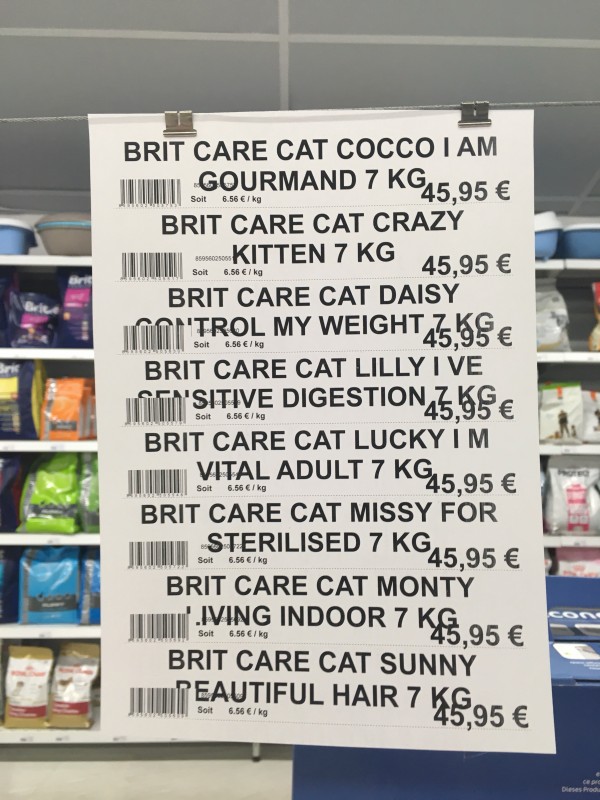 BRIT CARE CAT COCCO I AM
GOURMAND 7 KG
Soit 6.56 € / kg
45,95 €
BRIT CARE CAT CRAZY
KITTEN 7 KG
Soit 6.56 € / kg
45,95 €
BRIT CARE CAT DAISY
CONTROL MY WEIGHT 7 KG
Soit 6.56 € / kg
45,95 €
BRIT CARE CAT LILLY I VE
SENSITIVE DIGESTION 7 KG
Soit 6.56 € / kg
45,95 €
BRIT CARE CAT LUCKY I M
VITAL ADULT 7 KG
Soit 6.56 € / kg
45,95 €
BRIT CARE CAT MISSY FOR
STERILISED 7 KG
Soit 6.56 € / kg
45,95 €
BRIT CARE CAT MONTY
LIVING INDOOR 7 KG
Soit 6.56 € / kg
45,95 €
BRIT CARE CAT SUNNY
BEAUTIFUL HAIR 7 KG
Soit 6.56 € / kg
45,95 €
Brit
ROYAL CANIN